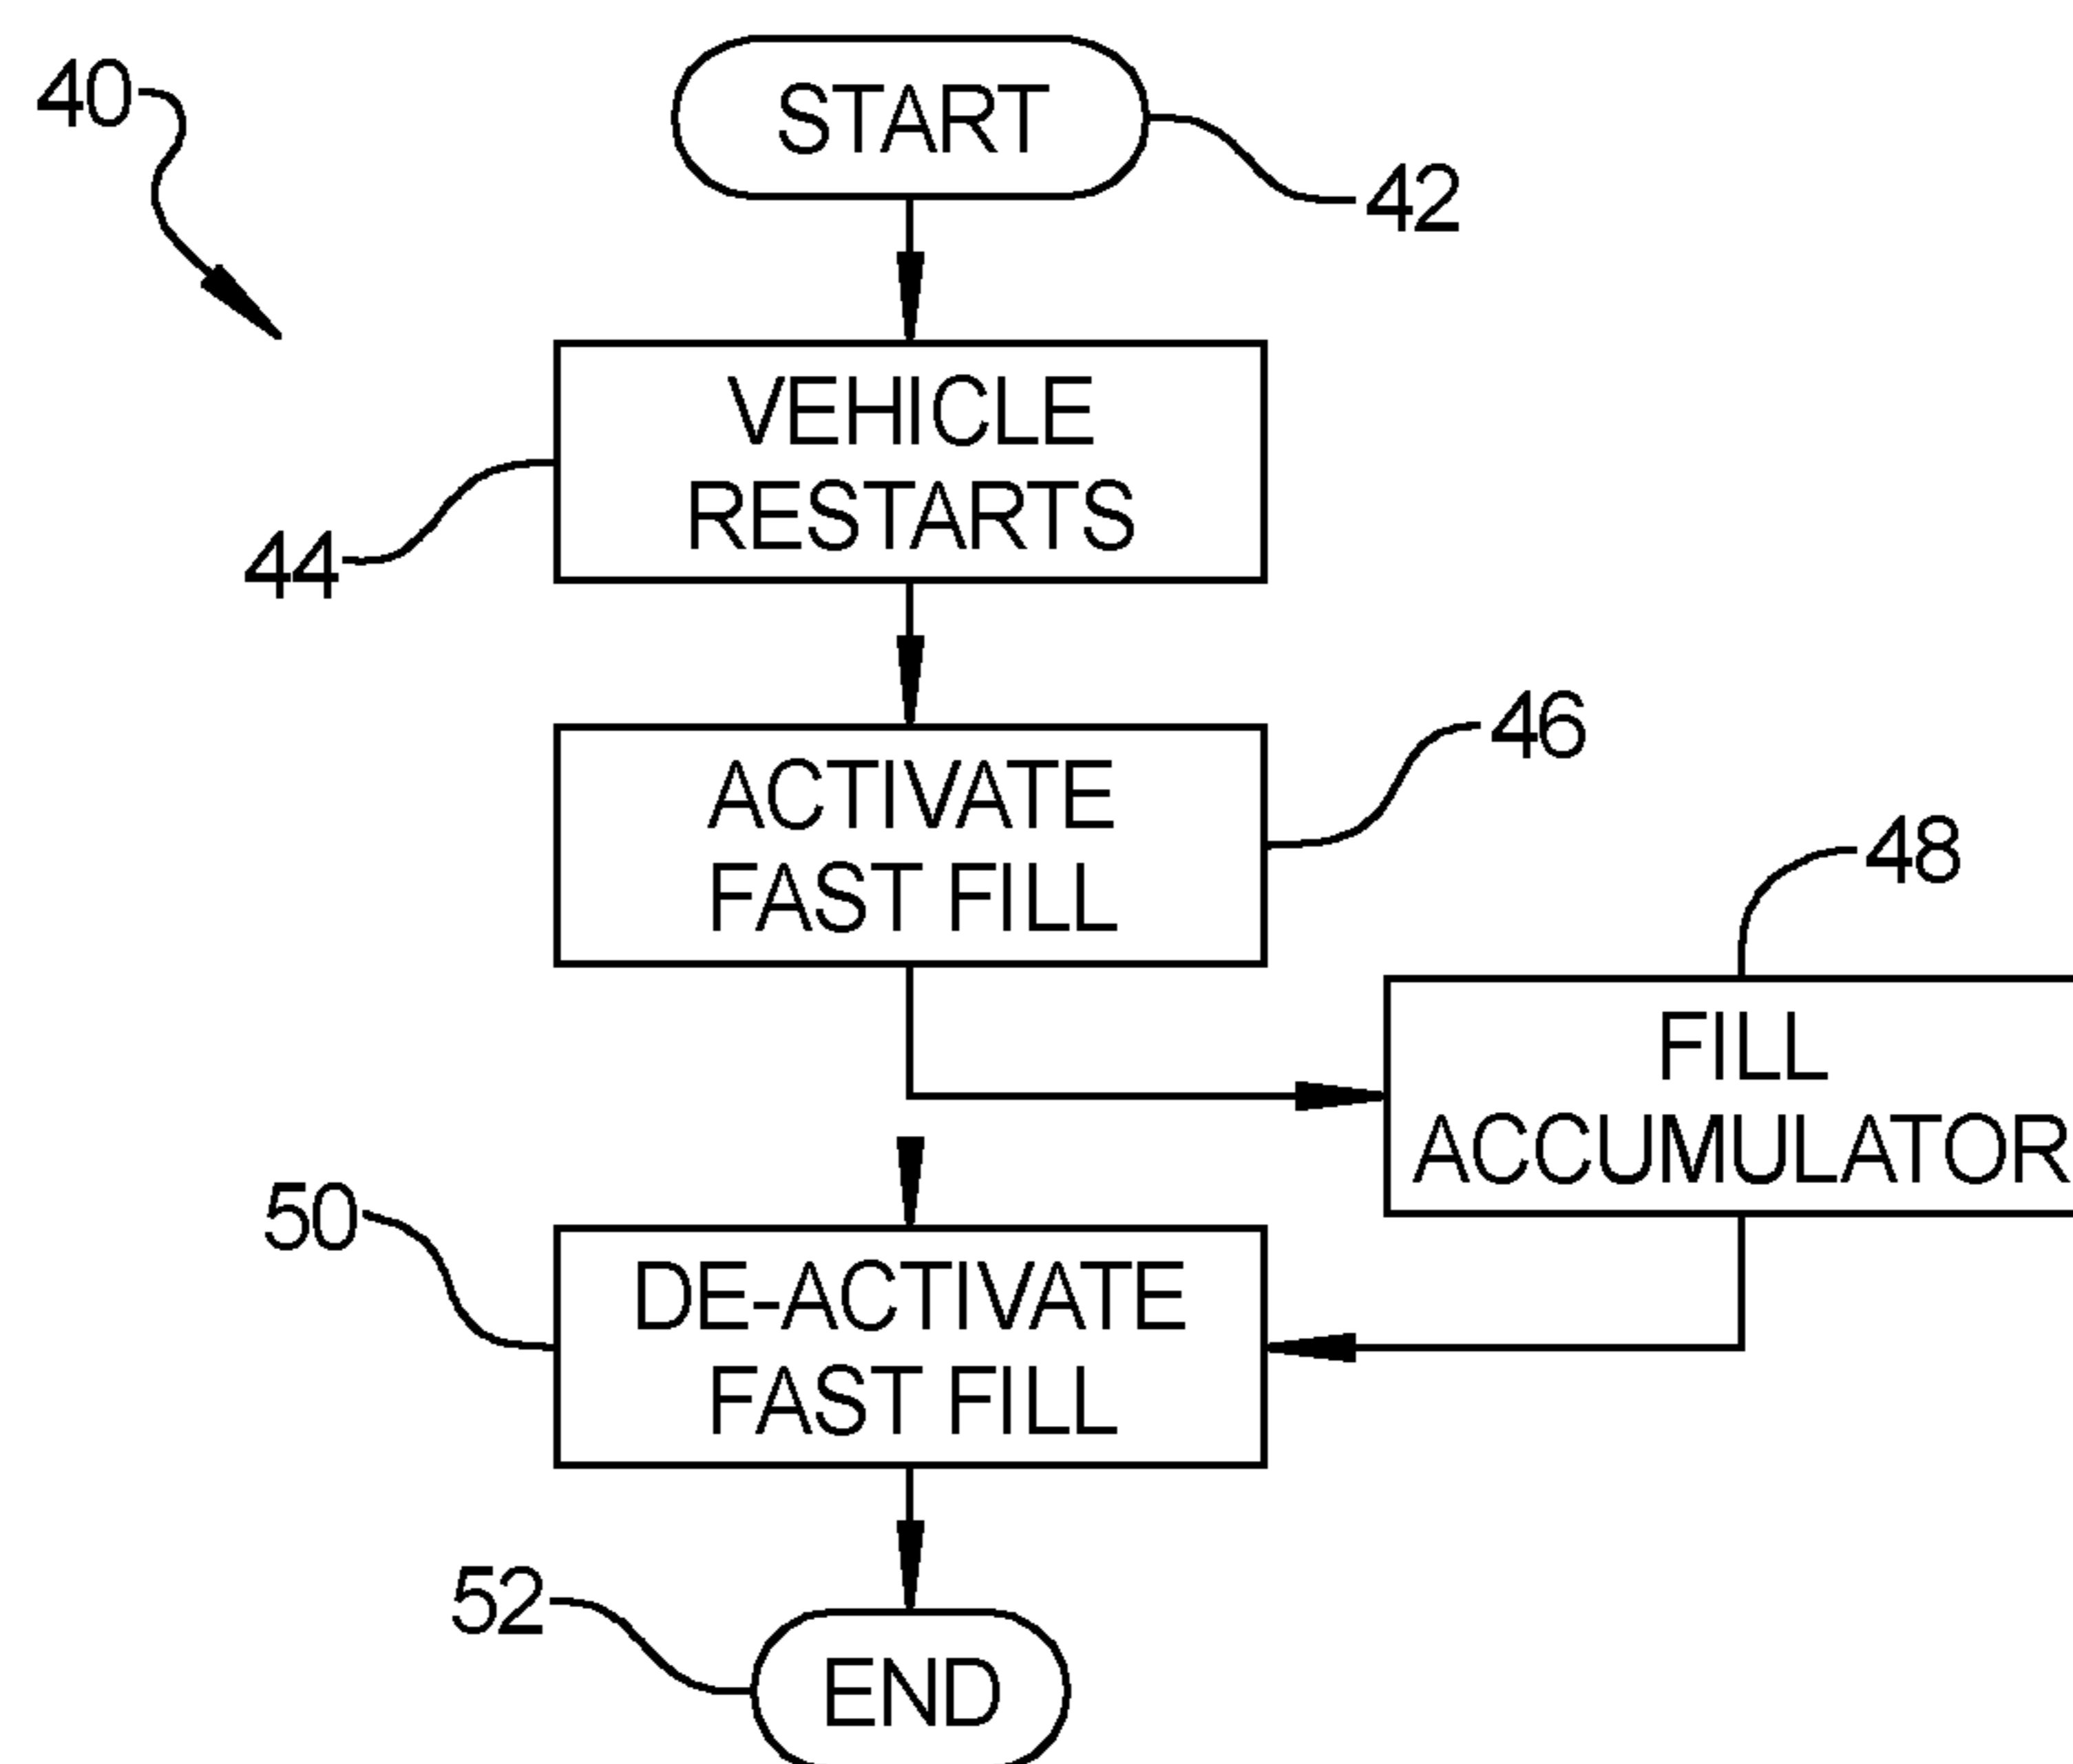 40
START
42
VEHICLE
RESTARTS
44
ACTIVATE
FAST FILL
46
48
FILL
ACCUMULATOR
50
DE-ACTIVATE
FAST FILL
52
END